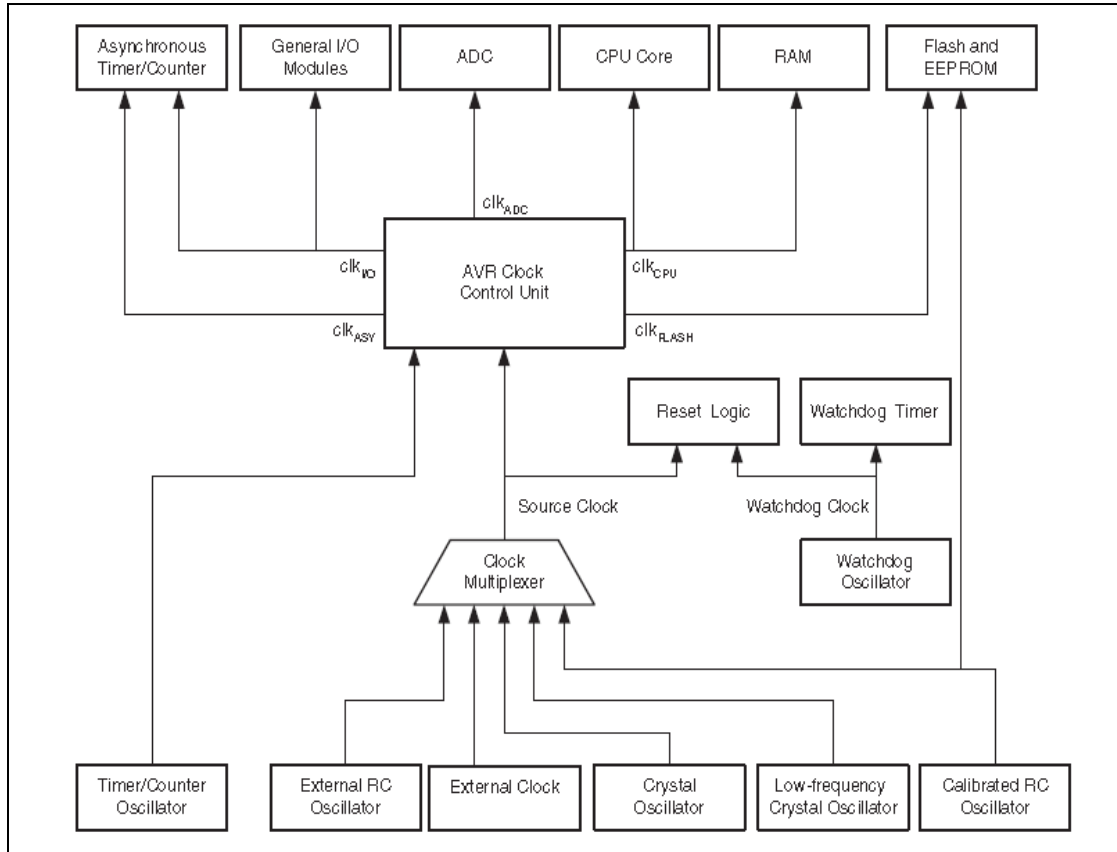 Asynchronous
Timer/Counter
General I/O
Modules
ADC
CPU Core
RAM
Flash and
EEPROM
clkADC
clkI/O
AVR Clock
Control Unit
clkCPU
clkASY
clkFLASH
Reset Logic
Watchdog Timer
Source Clock
Watchdog Clock
Clock
Multiplexer
Watchdog
Oscillator
Timer/Counter
Oscillator
External RC
Oscillator
External Clock
Crystal
Oscillator
Low-frequency
Crystal Oscillator
Calibrated RC
Oscillator